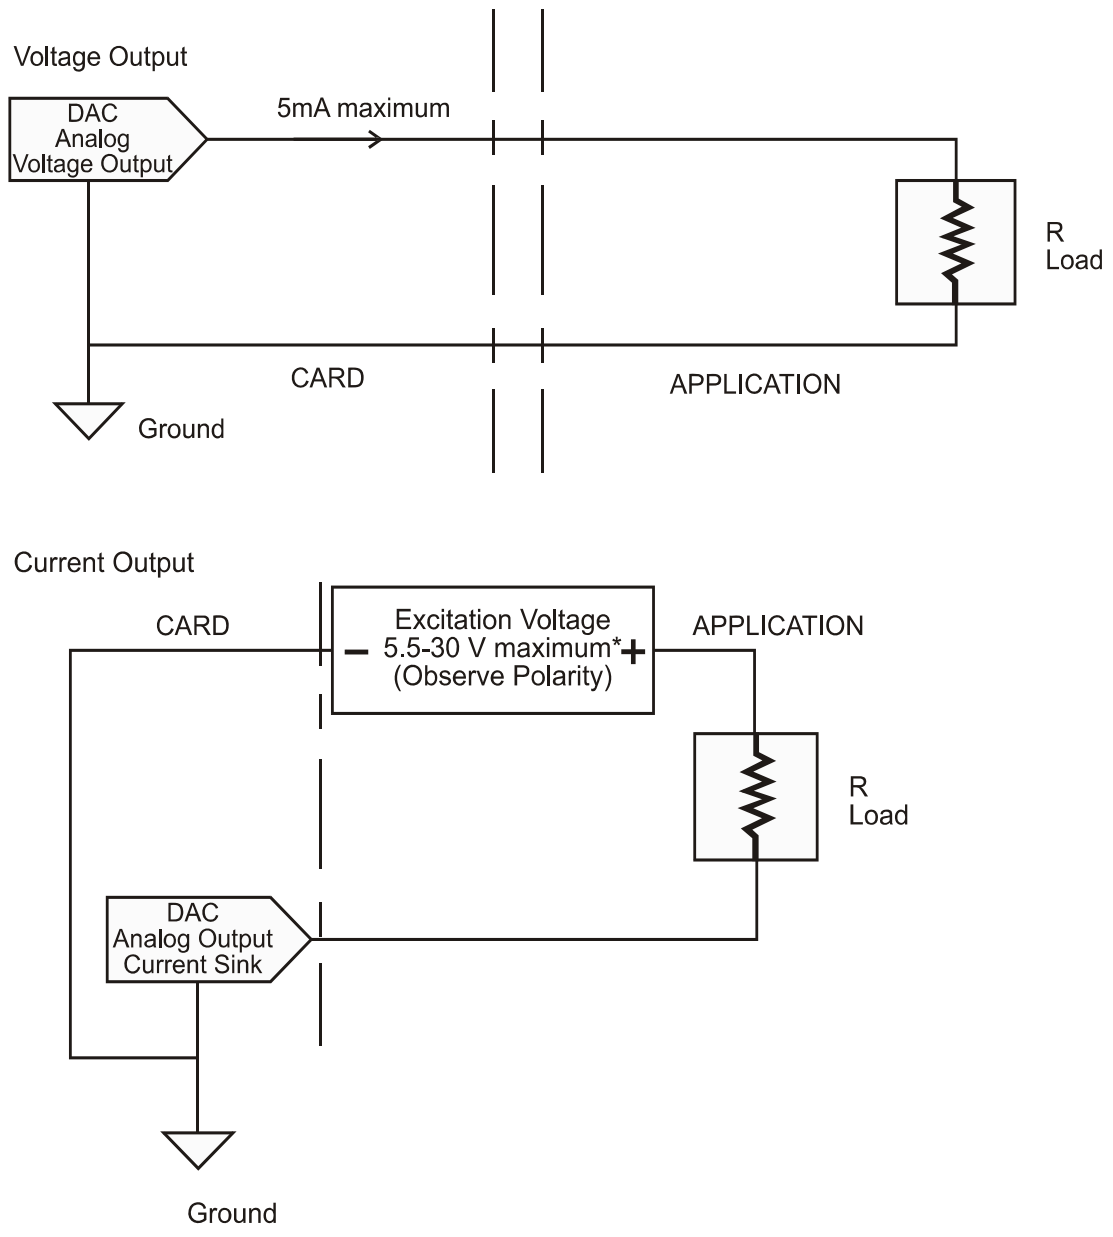 Voltage Output
DAC
Analog
Voltage Output
5mA maximum
R
Load
CARD
APPLICATION
Ground
Current Output
CARD
Excitation Voltage
5.5-30 V maximum*
(Observe Polarity)
- +
APPLICATION
R
Load
DAC
Analog Output
Current Sink
Ground